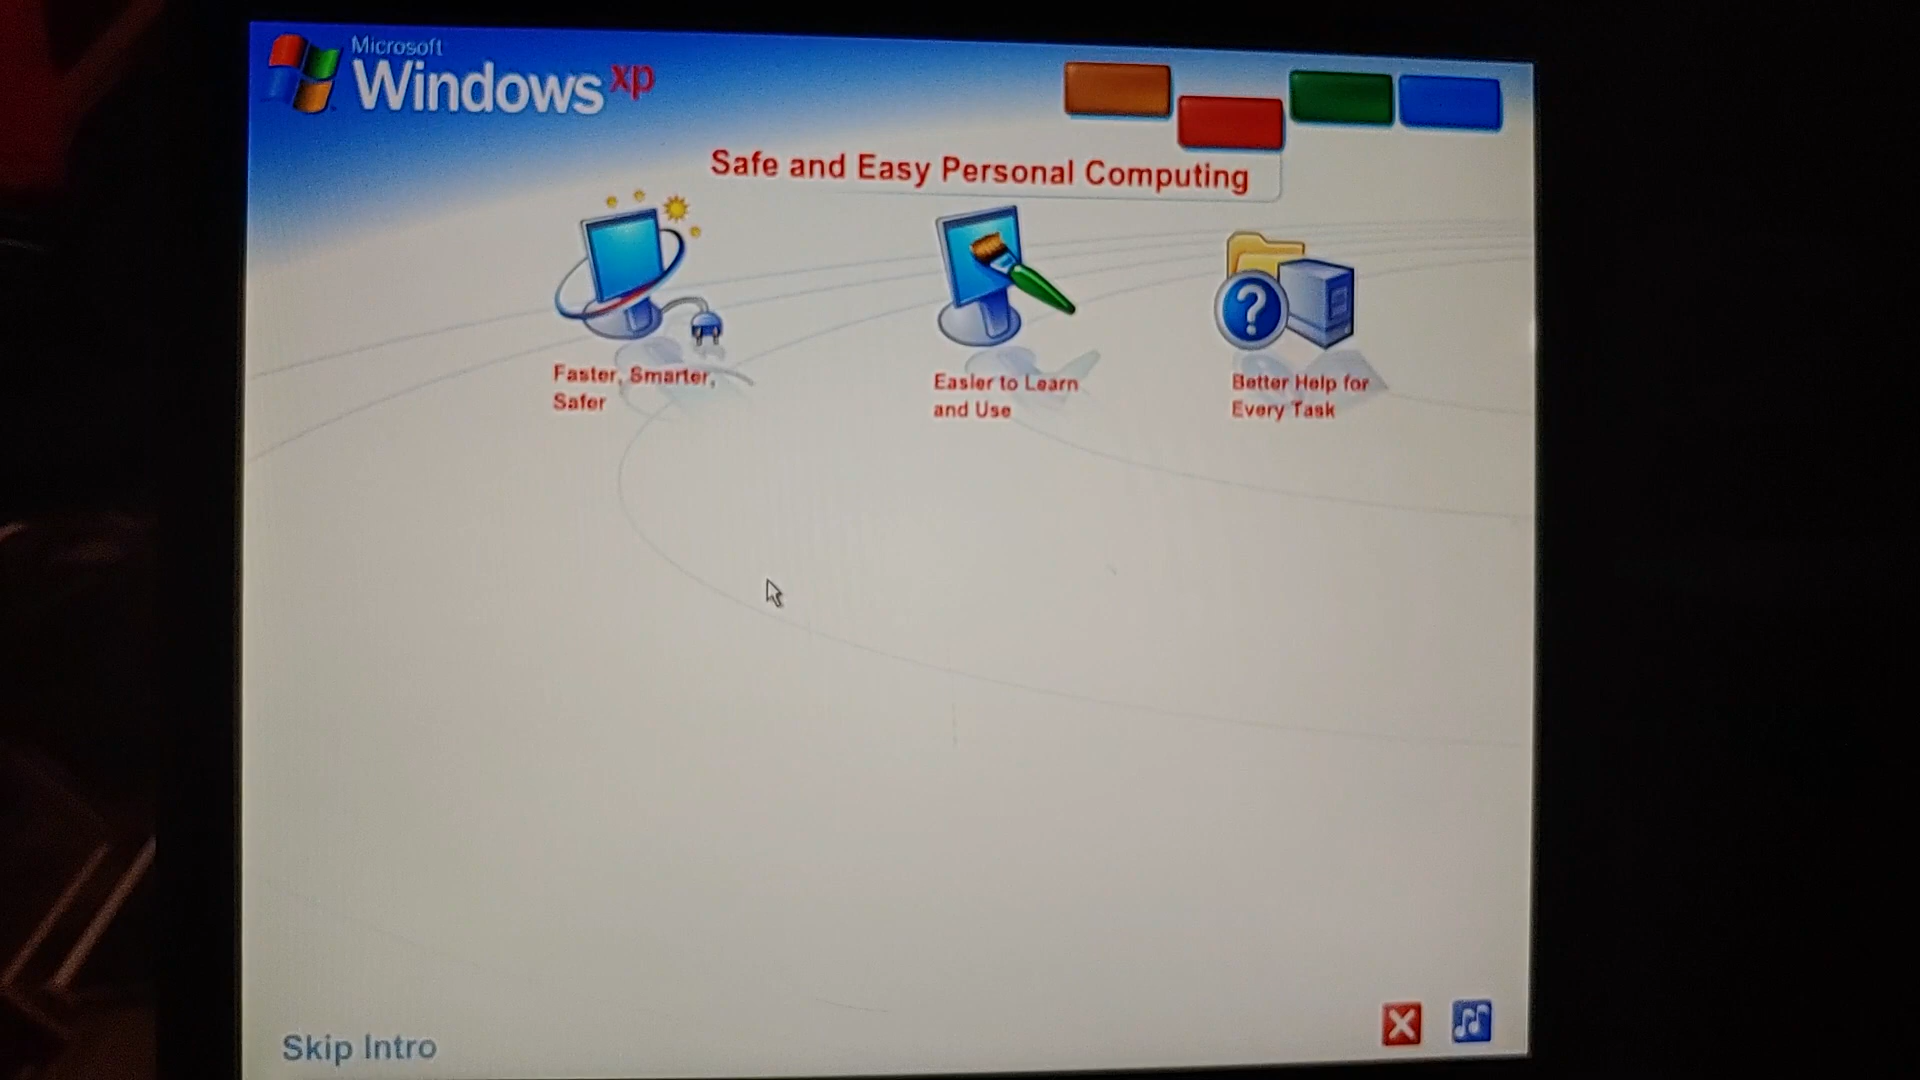 Microsoft
Windows xp
Safe and Easy Personal Computing
Faster, Smarter,
Safer
Easier to Learn
and Use
Better Help for
Every Task
Skip Intro